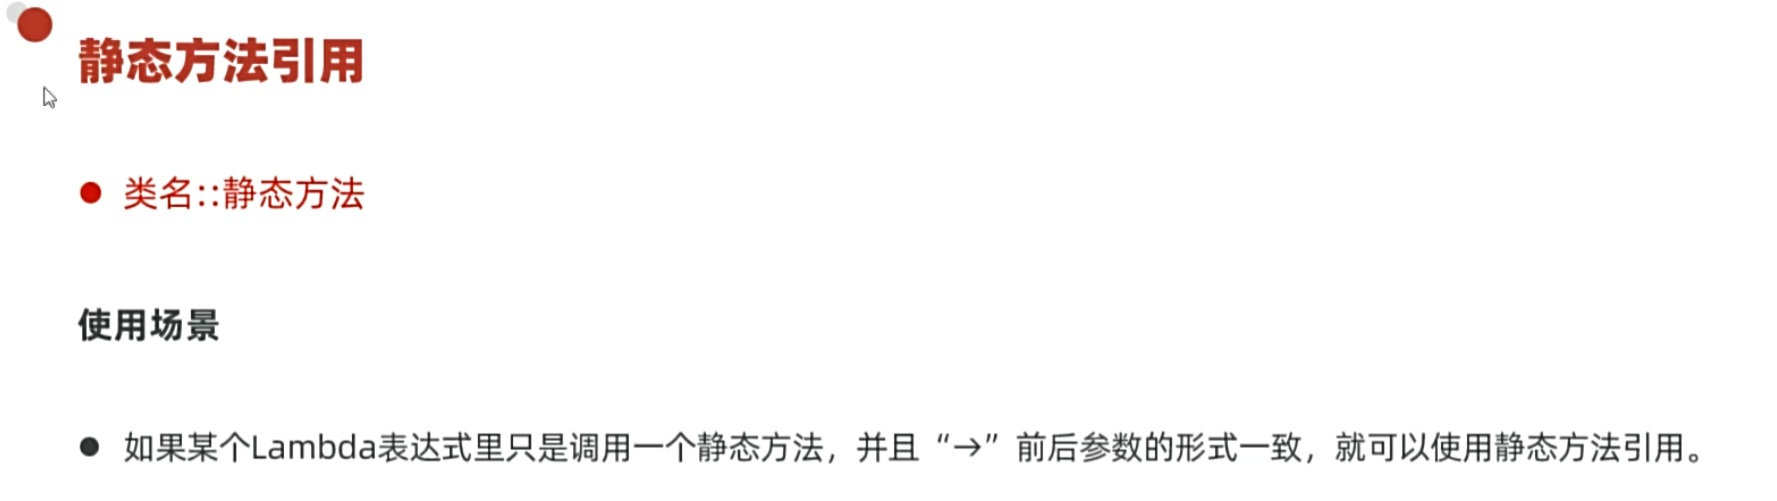 静态方法引用
类名::静态方法
使用场景
如果某个Lambda表达式里只是调用一个静态方法，并且“→”前后参数的形式一致，就可以使用静态方法引用。